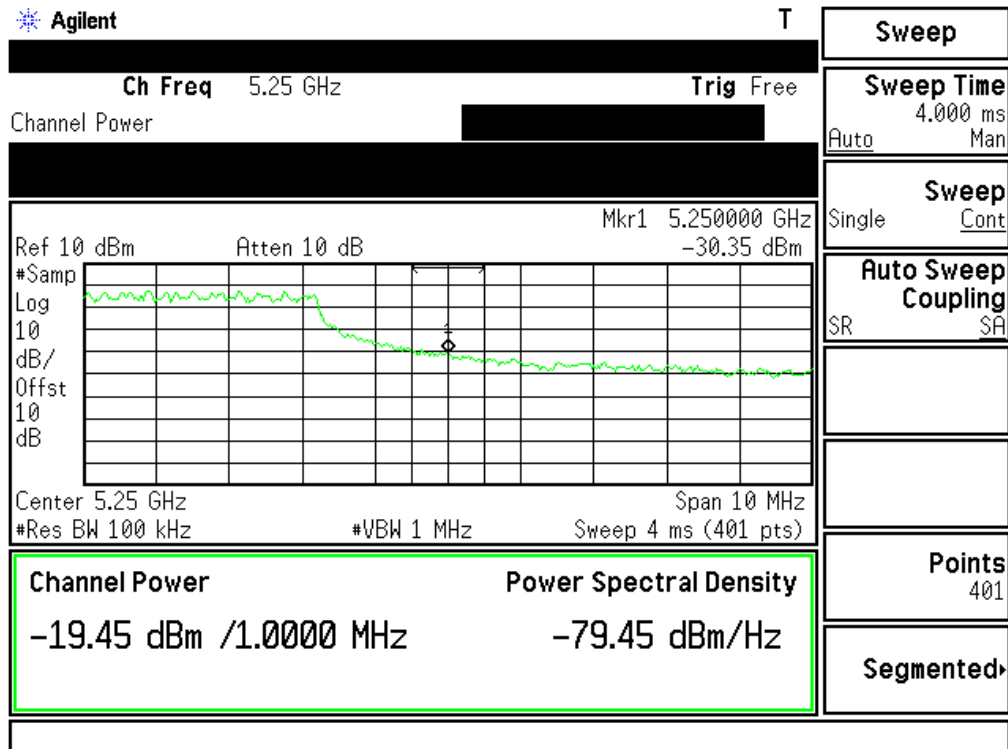 Agilent
T
Ch Freq 5.25 GHz
Trig Free
Channel Power
Mkr1 5.250000 GHz
Ref 10 dBm
Atten 10 dB
-30.35 dBm
#Samp
Log
10
dB/
Offst
10
dB
1
Center 5.25 GHz
Span 10 MHz
#Res BW 100 kHz
#VBW 1 MHz
Sweep 4 ms (401 pts)
Channel Power
Power Spectral Density
-19.45 dBm /1.0000 MHz
-79.45 dBm/Hz
Sweep
Sweep Time
4.000 ms
Auto Man
Sweep
Single Cont
Auto Sweep
Coupling
SR SA
Points
401
Segmented